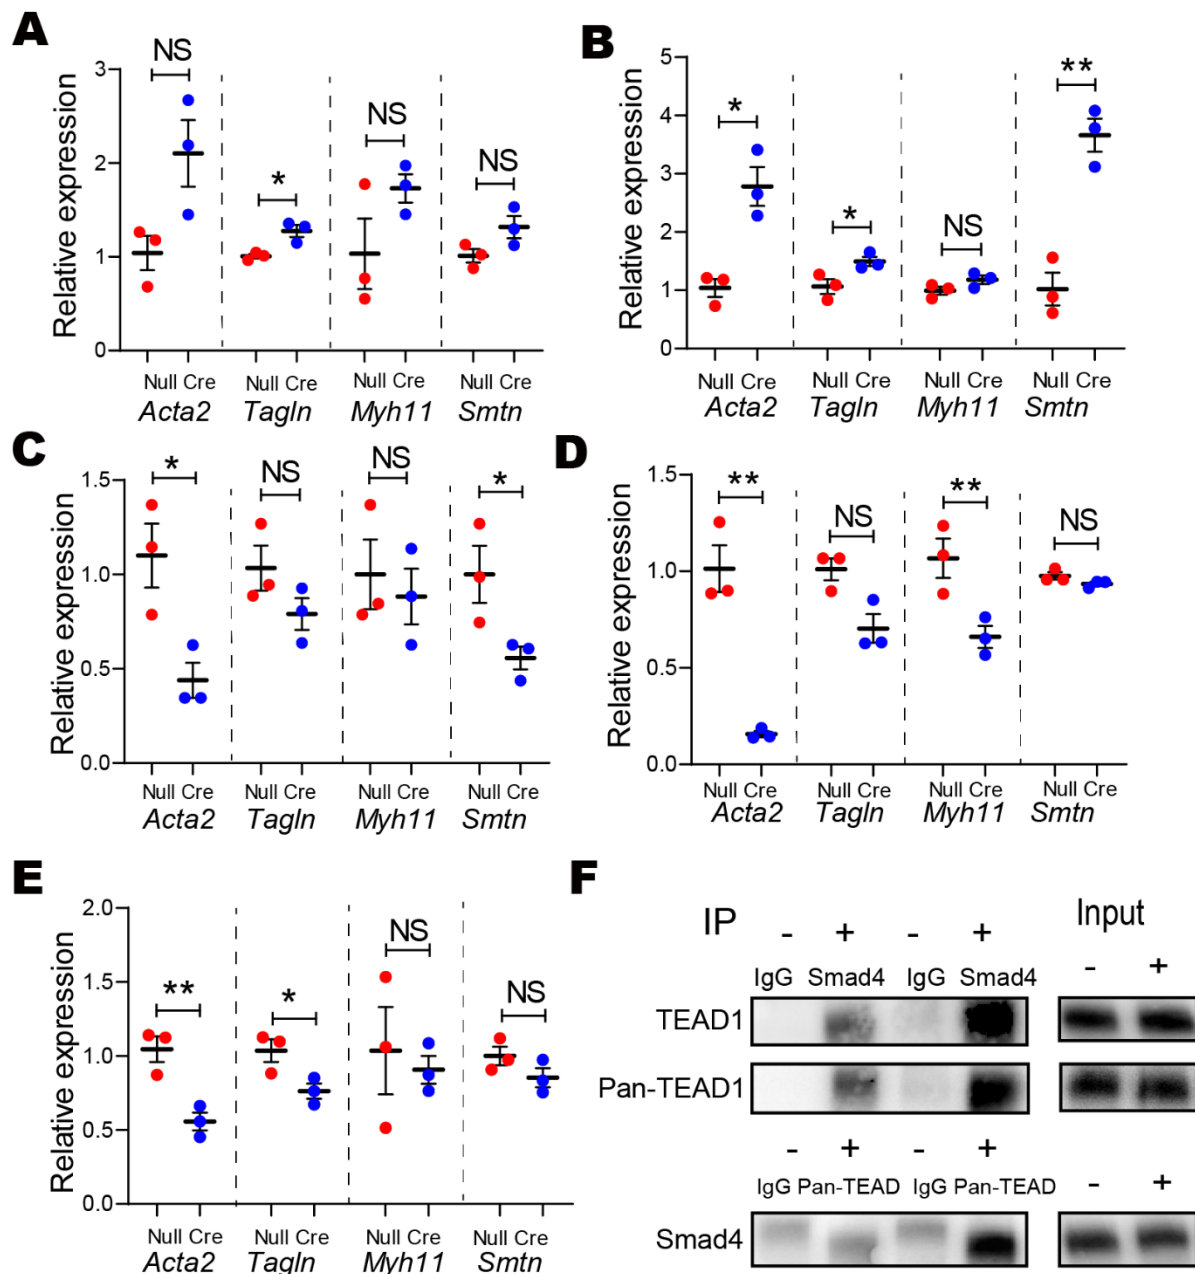 A
NS
*
NS
NS
Relative expression
3
2
1
0
Null Cre Null Cre Null Cre Null Cre
Acta2 Tagln Myh11 Smtn
B
*
*
NS
**
Relative expression
5
4
3
2
1
0
Null Cre Null Cre Null Cre Null Cre
Acta2 Tagln Myh11 Smtn
C
*
NS
NS
*
Relative expression
1.5
1.0
0.5
0.0
Null Cre Null Cre Null Cre Null Cre
Acta2 Tagln Myh11 Smtn
D
**
NS
**
NS
Relative expression
1.5
1.0
0.5
0.0
Null Cre Null Cre Null Cre Null Cre
Acta2 Tagln Myh11 Smtn
E
**
*
NS
NS
Relative expression
2.0
1.5
1.0
0.5
0.0
Null Cre Null Cre Null Cre Null Cre
Acta2 Tagln Myh11 Smtn
F
IP - + - + Input
IgG Smad4 IgG Smad4 - +
TEAD1
Pan-TEAD1
- + - +
IgG Pan-TEAD IgG Pan-TEAD - +
Smad4